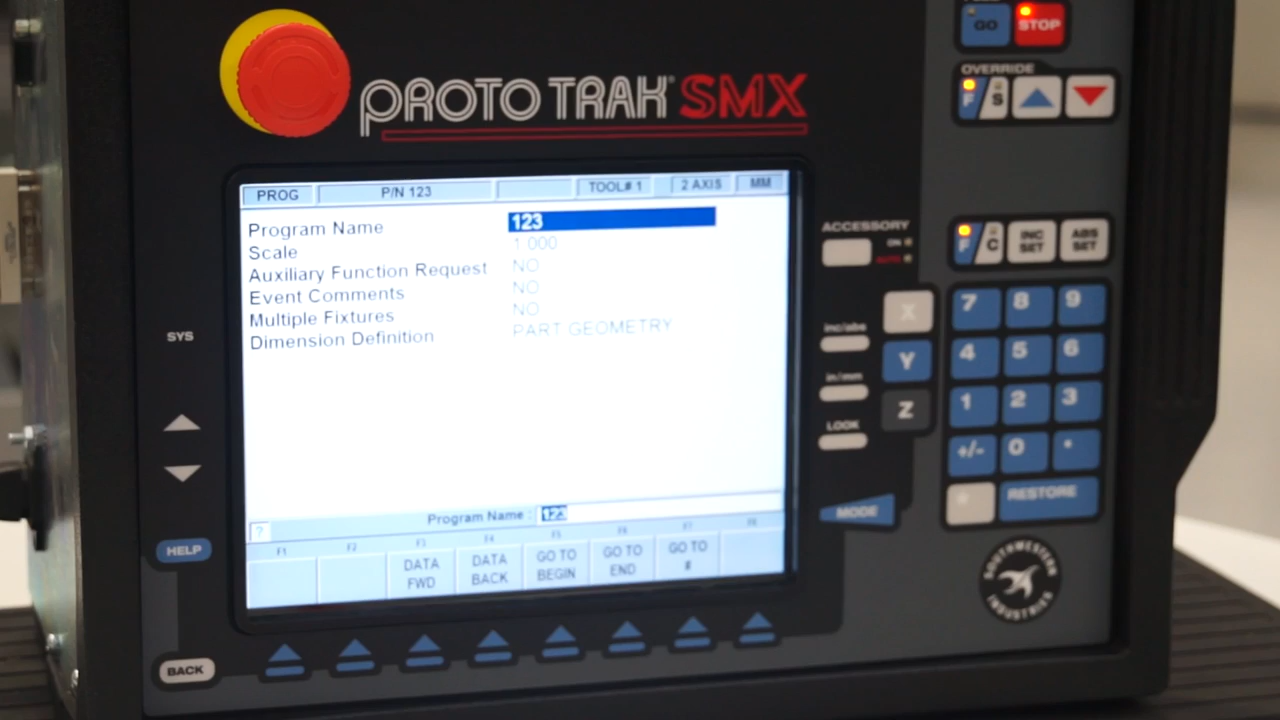 GO
STOP
PROTOTRAK® SMX
OVERRIDE
F S
PROG
P/N 123
TOOL# 1
2 AXIS
MM
Program Name 123
Scale 1.000
Auxiliary Function Request NO
Event Comments NO
Multiple Fixtures NO
Dimension Definition PART GEOMETRY
Program Name : 123
?
F1 F2 F3 F4 F5 F6 F7 F8
DATA FWD
DATA BACK
GO TO BEGIN
GO TO END
GO TO #
SYS
HELP
BACK
ACCESSORY
ON
AUTO
inc/abs
in/mm
LOOK
MODE
F C
INC SET
ABS SET
X
Y
Z
7 8 9
4 5 6
1 2 3
+/- 0 .
RESTORE
SOUTHWESTERN
INDUSTRIES